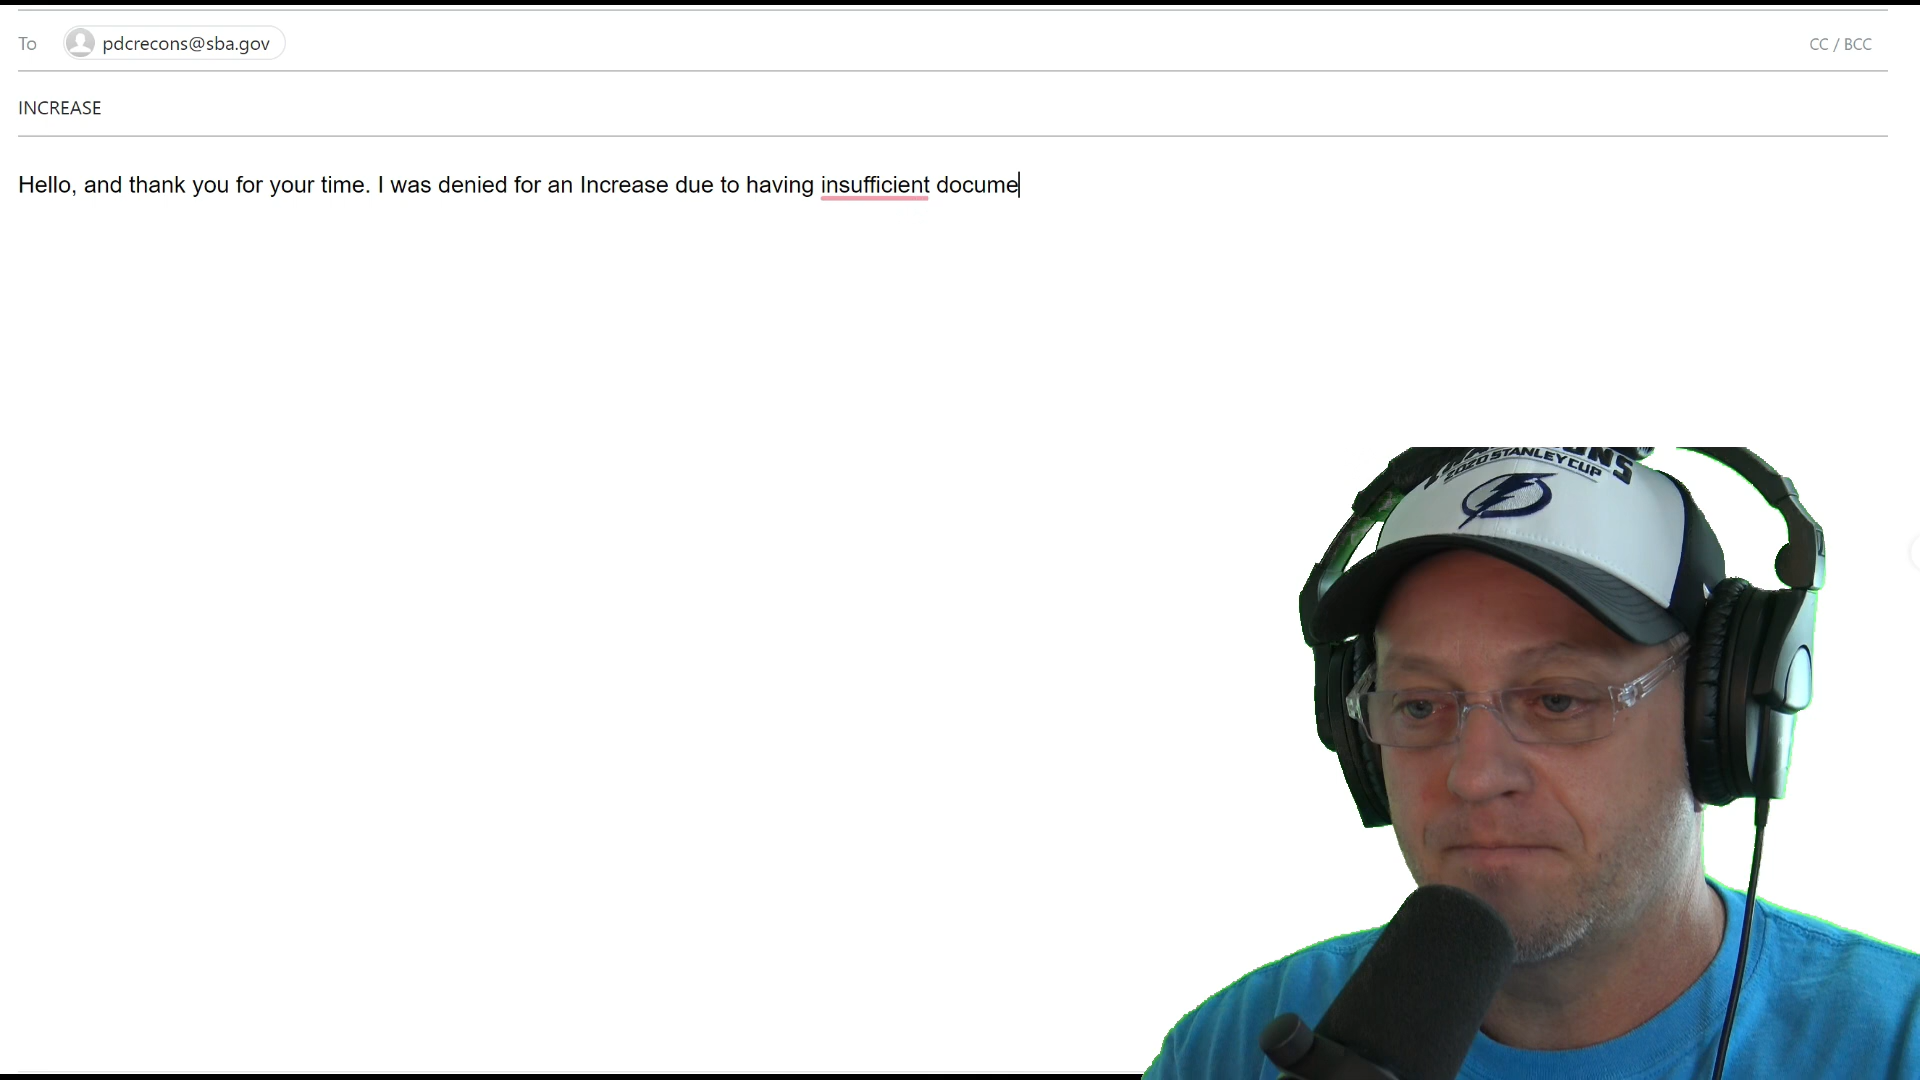 To pdcrecons@sba.gov CC / BCC
INCREASE
Hello, and thank you for your time. I was denied for an Increase due to having insufficient docume
2020 STANLEY CUP